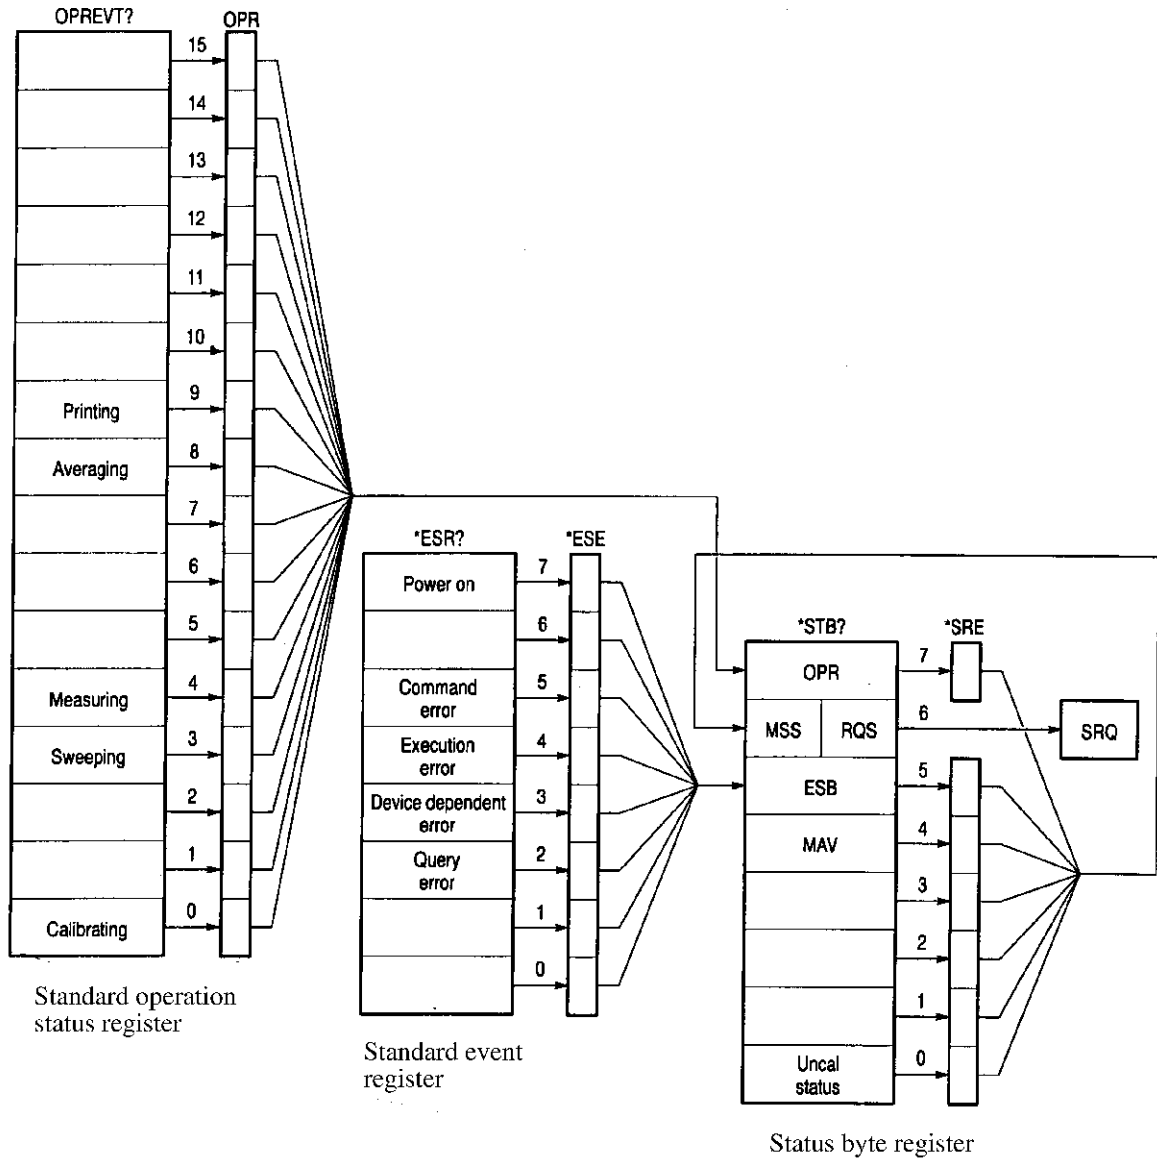 OPREVT?
OPR
15
14
13
12
11
10
Printing
9
Averaging
8
7
6
5
Measuring
4
Sweeping
3
2
1
Calibrating
0
Standard operation
status register
*ESR?
*ESE
Power on
7
6
Command
error
5
Execution
error
4
Device dependent
error
3
Query
error
2
1
0
Standard event
register
*STB?
*SRE
OPR
7
MSS
RQS
6
SRQ
ESB
5
MAV
4
3
2
1
Uncal
status
0
Status byte register